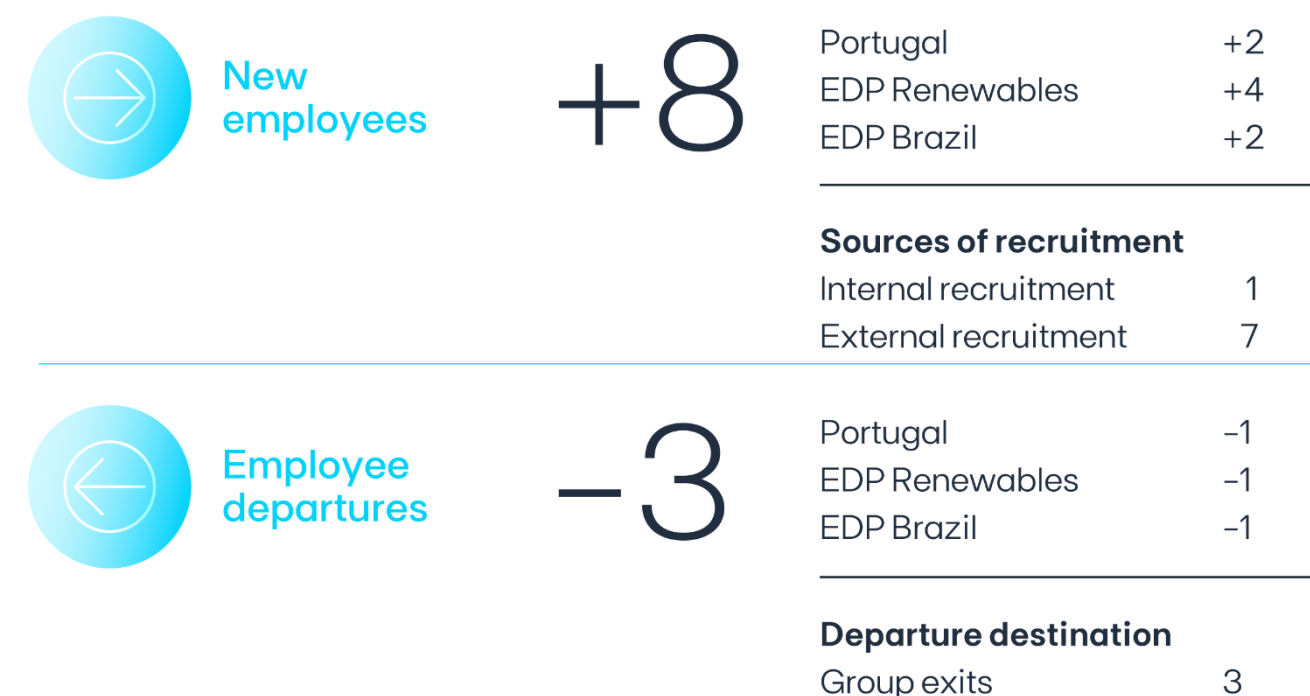 New
employees
+8
Portugal +2
EDP Renewables +4
EDP Brazil +2
Sources of recruitment
Internal recruitment 1
External recruitment 7
Employee
departures
-3
Portugal -1
EDP Renewables -1
EDP Brazil -1
Departure destination
Group exits 3